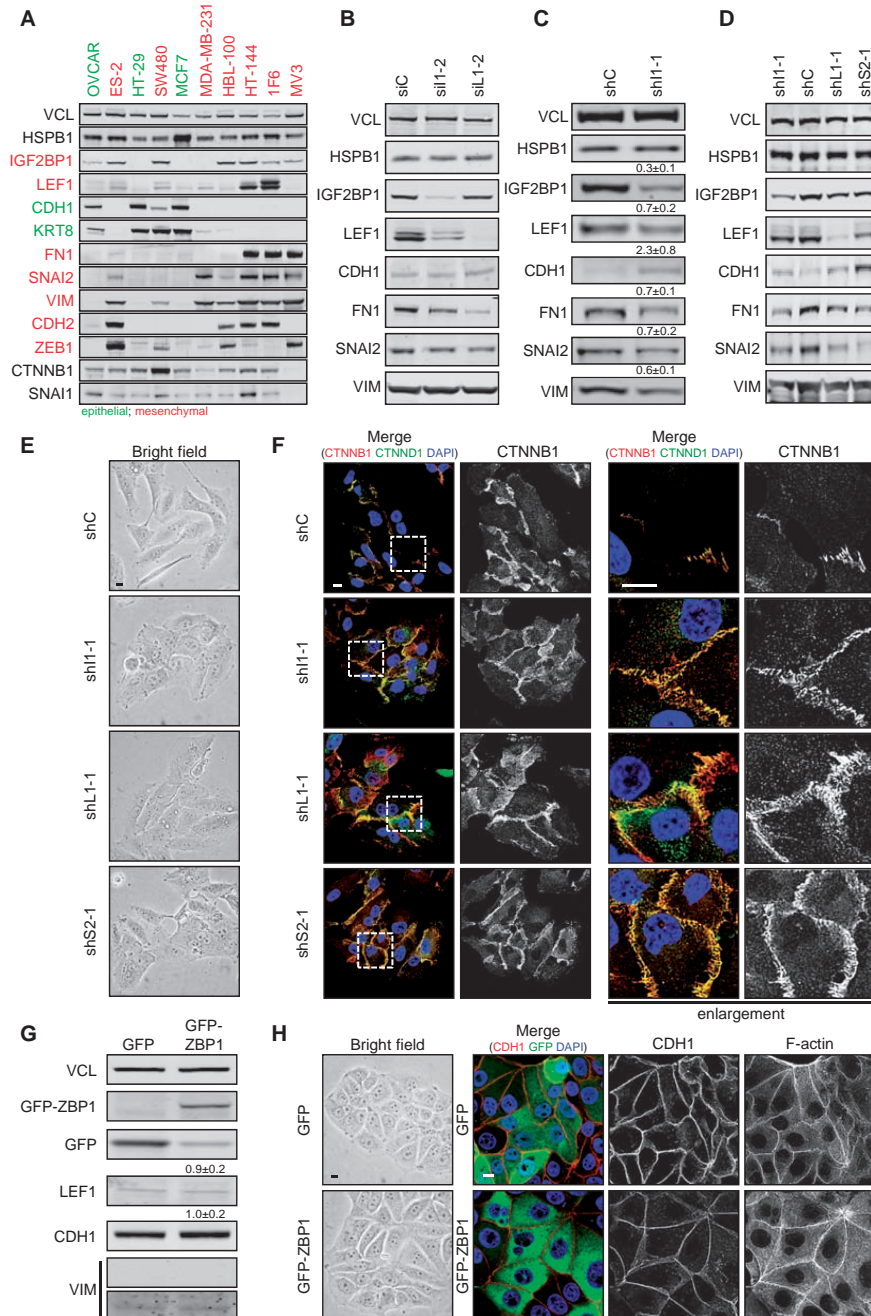 A
OVCAR ES-2 HT-29 SW480 MCF7 MDA-MB-231 HBL-100 HT-144 1F6 MV3
VCL
HSPB1
IGF2BP1
LEF1
CDH1
KRT8
FN1
SNAI2
VIM
CDH2
ZEB1
CTNNB1
SNAI1
epithelial; mesenchymal
B
siC siI1-2 siL1-2
VCL
HSPB1
IGF2BP1
LEF1
CDH1
FN1
SNAI2
VIM
C
shC shI1-1
VCL
HSPB1
0.3±0.1
IGF2BP1
0.7±0.2
LEF1
2.3±0.8
CDH1
0.7±0.1
FN1
0.7±0.2
SNAI2
0.6±0.1
VIM
D
shI1-1 shC shL1-1 shS2-1
VCL
HSPB1
IGF2BP1
LEF1
CDH1
FN1
SNAI2
VIM
E
Bright field
shC
shI1-1
shL1-1
shS2-1
F
Merge CTNNB1 Merge CTNNB1
(CTNNB1 CTNND1 DAPI) (CTNNB1 CTNND1 DAPI)
shC
shI1-1
shL1-1
shS2-1
enlargement
G
GFP GFP-ZBP1
VCL
GFP-ZBP1
GFP
0.9±0.2
LEF1
1.0±0.2
CDH1
VIM
H
Bright field Merge CDH1 F-actin
(CDH1 GFP DAPI)
GFP GFP
GFP-ZBP1 GFP-ZBP1